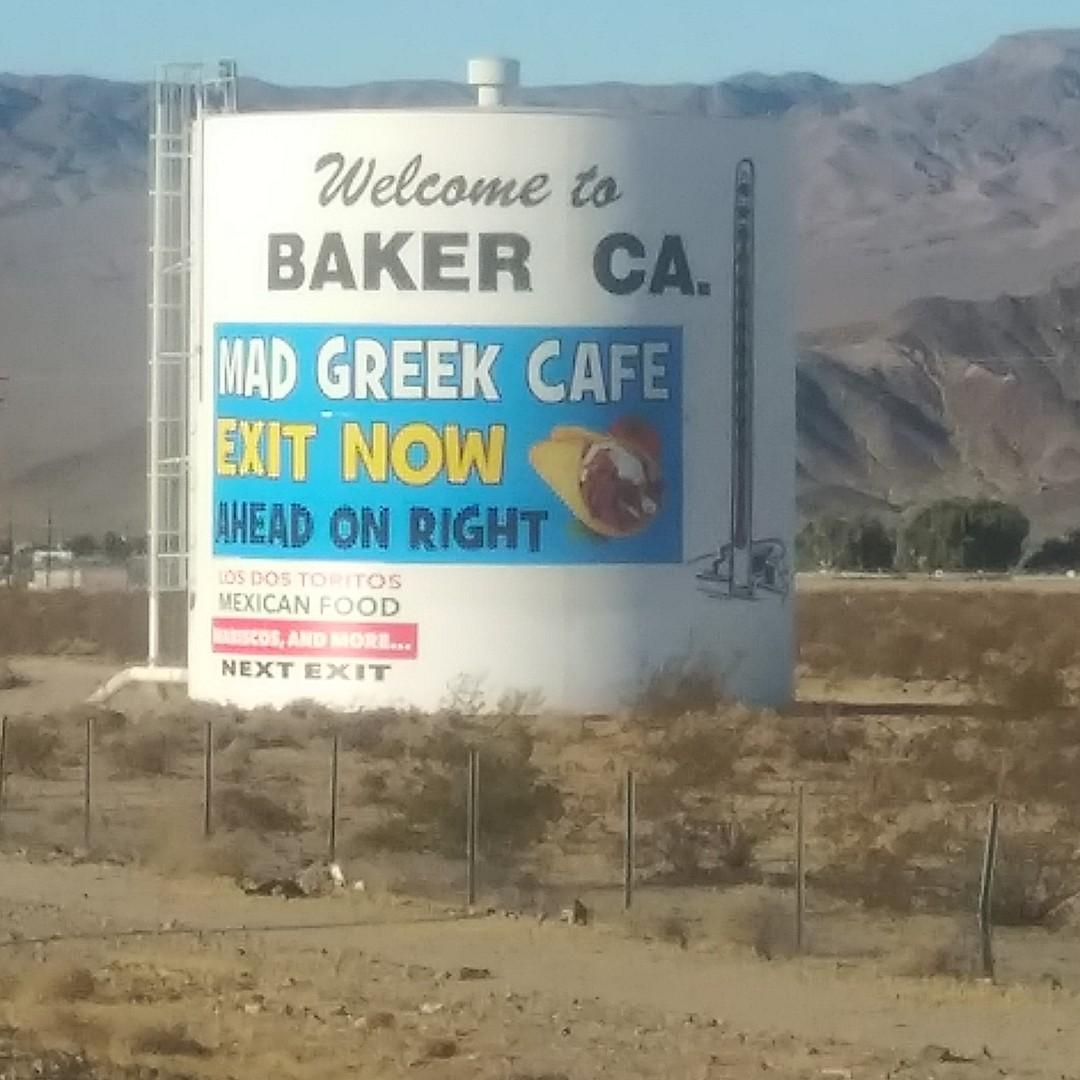 Welcome to
BAKER CA.
MAD GREEK CAFE
EXIT NOW
AHEAD ON RIGHT
LOS DOS TORITOS
MEXICAN FOOD
MARISCOS, AND MORE...
NEXT EXIT